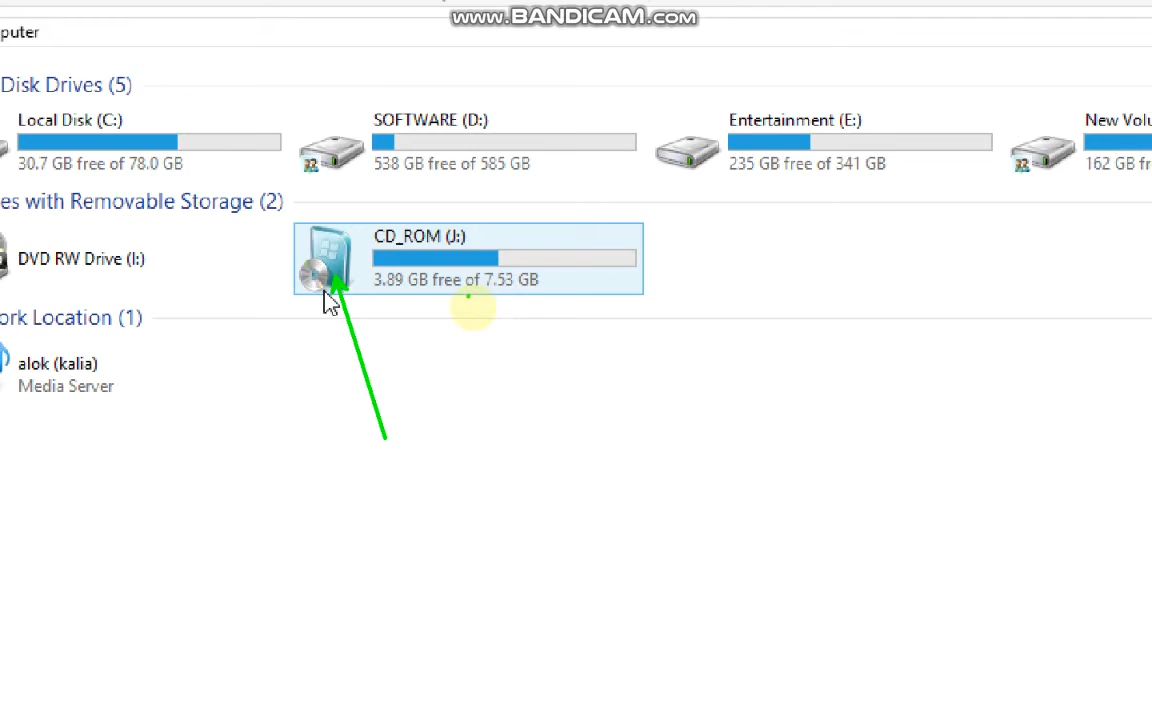 www.BANDICAM.com
puter
Disk Drives (5)
Local Disk (C:)
30.7 GB free of 78.0 GB
SOFTWARE (D:)
538 GB free of 585 GB
Entertainment (E:)
235 GB free of 341 GB
New Volu
162 GB fr
es with Removable Storage (2)
DVD RW Drive (I:)
CD_ROM (J:)
3.89 GB free of 7.53 GB
ork Location (1)
alok (kalia)
Media Server